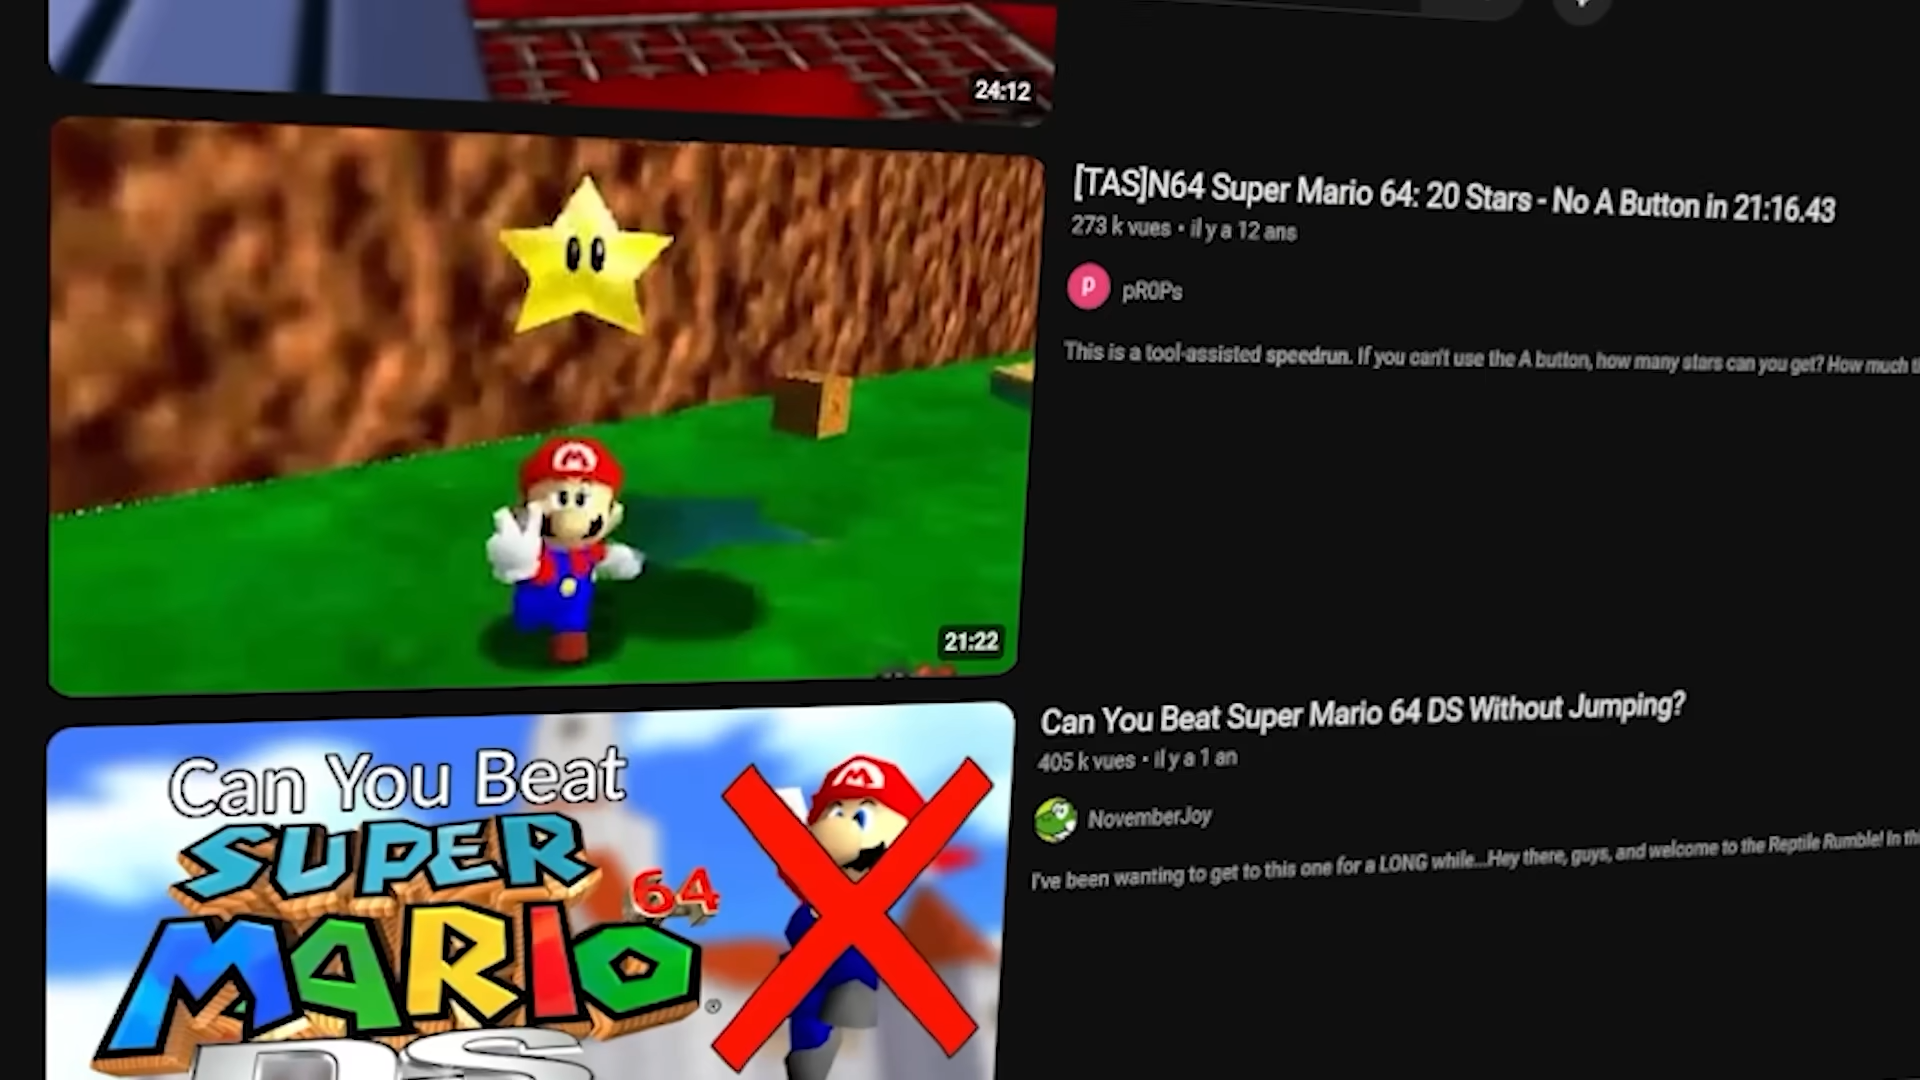 24:12
[TAS]N64 Super Mario 64: 20 Stars - No A Button in 21:16.43
273 k vues • il y a 12 ans
P pR0Ps
This is a tool-assisted speedrun. If you can't use the A button, how many stars can you get? How much
21:22
Can You Beat Super Mario 64 DS Without Jumping?
405 k vues • il y a 1 an
NovemberJoy
I've been wanting to get to this one for a LONG while...Hey there, guys, and welcome to the Reptile Rumble! In
Can You Beat
SUPER
MARIO 64
DS